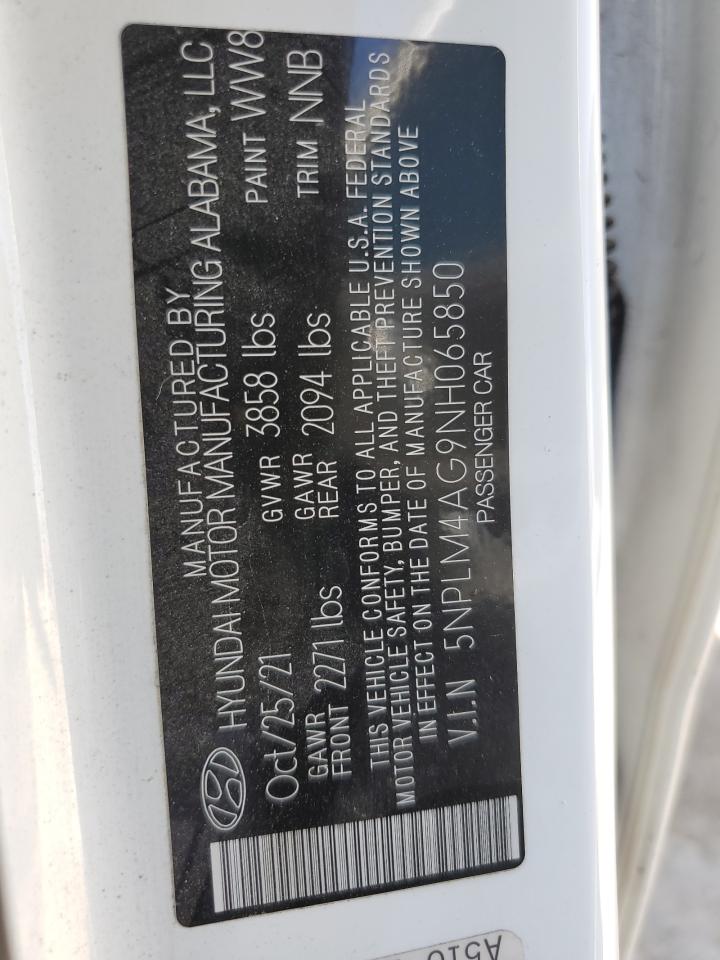 MANUFACTURED BY
HYUNDAI MOTOR MANUFACTURING ALABAMA, LLC
Oct/25/21 GVWR 3858 lbs PAINT WW8
GAWR FRONT 2271 lbs GAWR REAR 2094 lbs TRIM NNB
THIS VEHICLE CONFORMS TO ALL APPLICABLE U.S.A. FEDERAL
MOTOR VEHICLE SAFETY, BUMPER, AND THEFT PREVENTION STANDARDS
IN EFFECT ON THE DATE OF MANUFACTURE SHOWN ABOVE
V.I.N 5NPLM4AG9NH065850
PASSENGER CAR